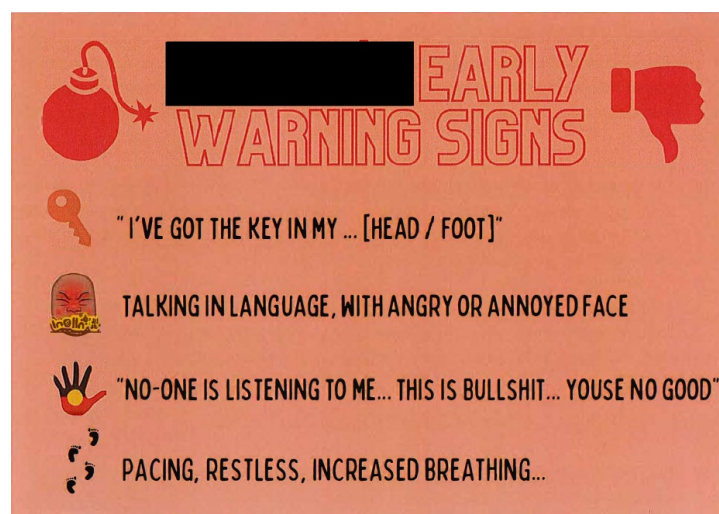 EARLY
WARNING SIGNS
"I'VE GOT THE KEY IN MY ... [HEAD / FOOT]"
TALKING IN LANGUAGE, WITH ANGRY OR ANNOYED FACE
"NO-ONE IS LISTENING TO ME... THIS IS BULLSHIT... YOUSE NO GOOD"
PACING, RESTLESS, INCREASED BREATHING...